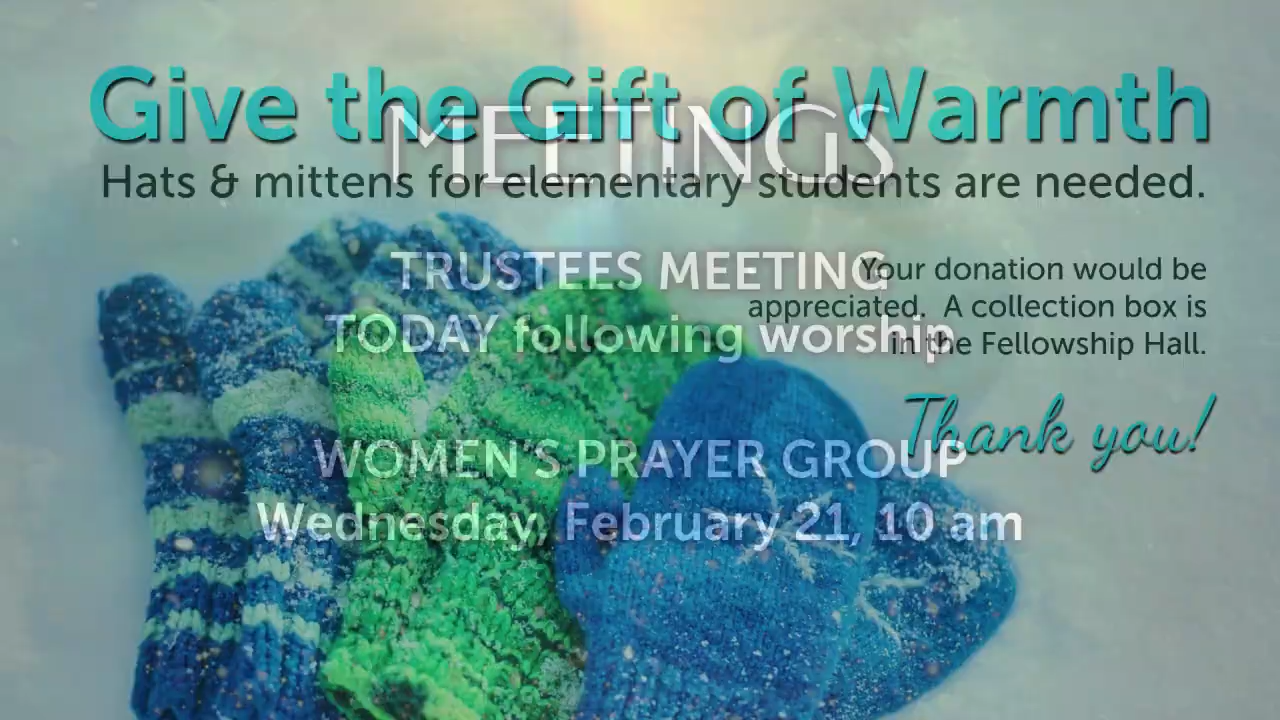 Give the Gift of Warmth
MEETINGS
Hats & mittens for elementary students are needed.
TRUSTEES MEETING
TODAY following worship
Your donation would be
appreciated. A collection box is
in the Fellowship Hall.
Thank you!
WOMEN'S PRAYER GROUP
Wednesday, February 21, 10 am